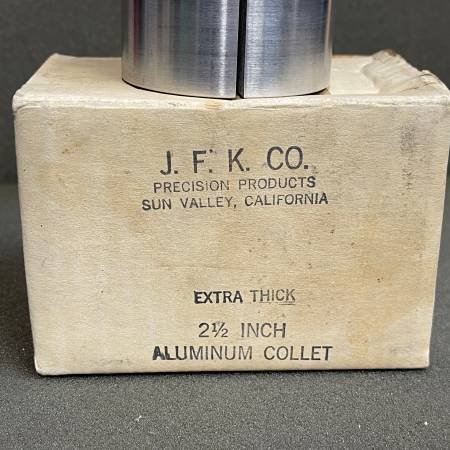 J. F. K. CO.
PRECISION PRODUCTS
SUN VALLEY, CALIFORNIA
EXTRA THICK
2½ INCH
ALUMINUM COLLET